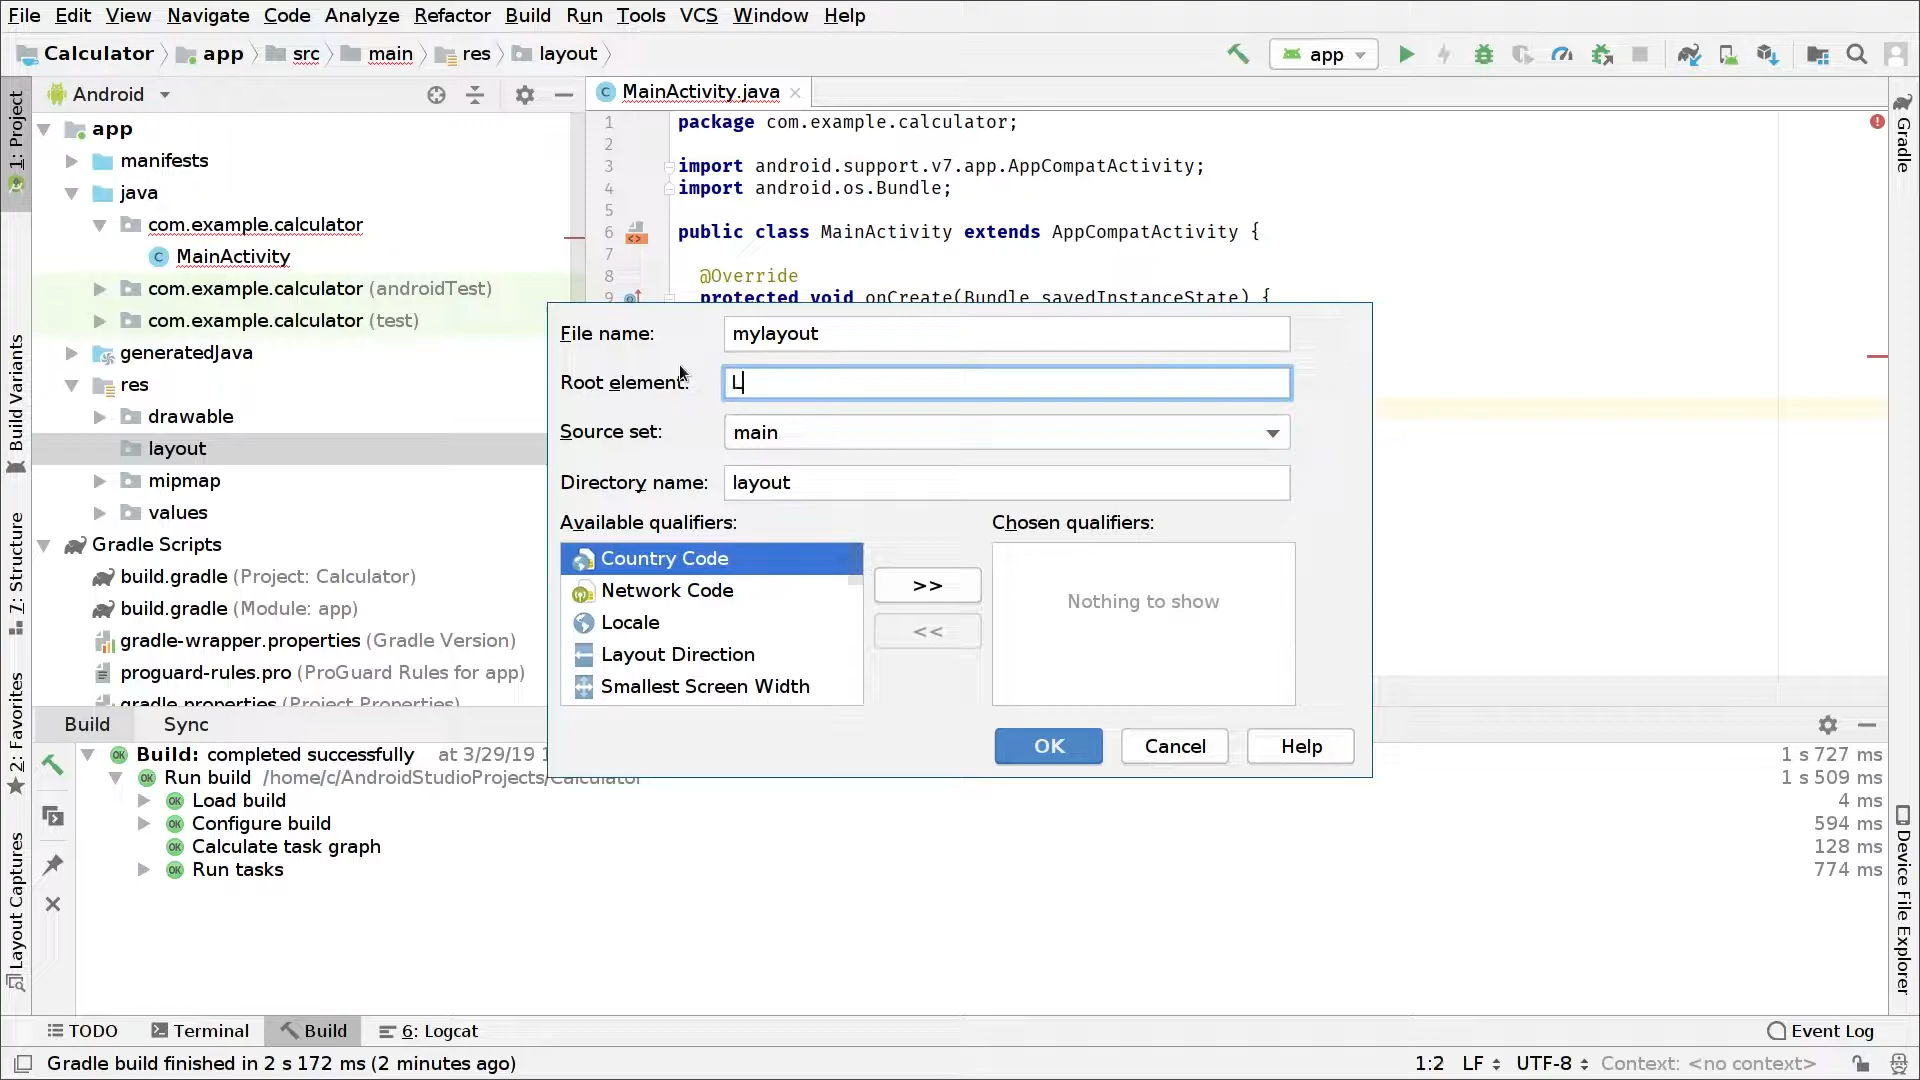 File Edit View Navigate Code Analyze Refactor Build Run Tools VCS Window Help
Calculator app src main res layout
app
1: Project
Android
MainActivity.java
Gradle
app
manifests
java
com.example.calculator
MainActivity
com.example.calculator (androidTest)
com.example.calculator (test)
generatedJava
res
drawable
layout
mipmap
values
Gradle Scripts
build.gradle (Project: Calculator)
build.gradle (Module: app)
gradle-wrapper.properties (Gradle Version)
proguard-rules.pro (ProGuard Rules for app)
gradle.properties (Project Properties)
1 package com.example.calculator;
2
3 import android.support.v7.app.AppCompatActivity;
4 import android.os.Bundle;
5
6 public class MainActivity extends AppCompatActivity {
7
8 @Override
9 protected void onCreate(Bundle savedInstanceState) {
File name: mylayout
Root element: L
Source set: main
Directory name: layout
Available qualifiers: Chosen qualifiers:
Country Code
Network Code
Locale
Layout Direction
Smallest Screen Width
>>
<<
Nothing to show
OK Cancel Help
Build Variants
7: Structure
2: Favorites
Layout Captures
Device File Explorer
Build Sync
Build: completed successfully at 3/29/19 1 1 s 727 ms
Run build /home/c/AndroidStudioProjects/Calculator 1 s 509 ms
Load build 4 ms
Configure build 594 ms
Calculate task graph 128 ms
Run tasks 774 ms
TODO Terminal Build 6: Logcat Event Log
Gradle build finished in 2 s 172 ms (2 minutes ago) 1:2 LF UTF-8 Context: <no context>